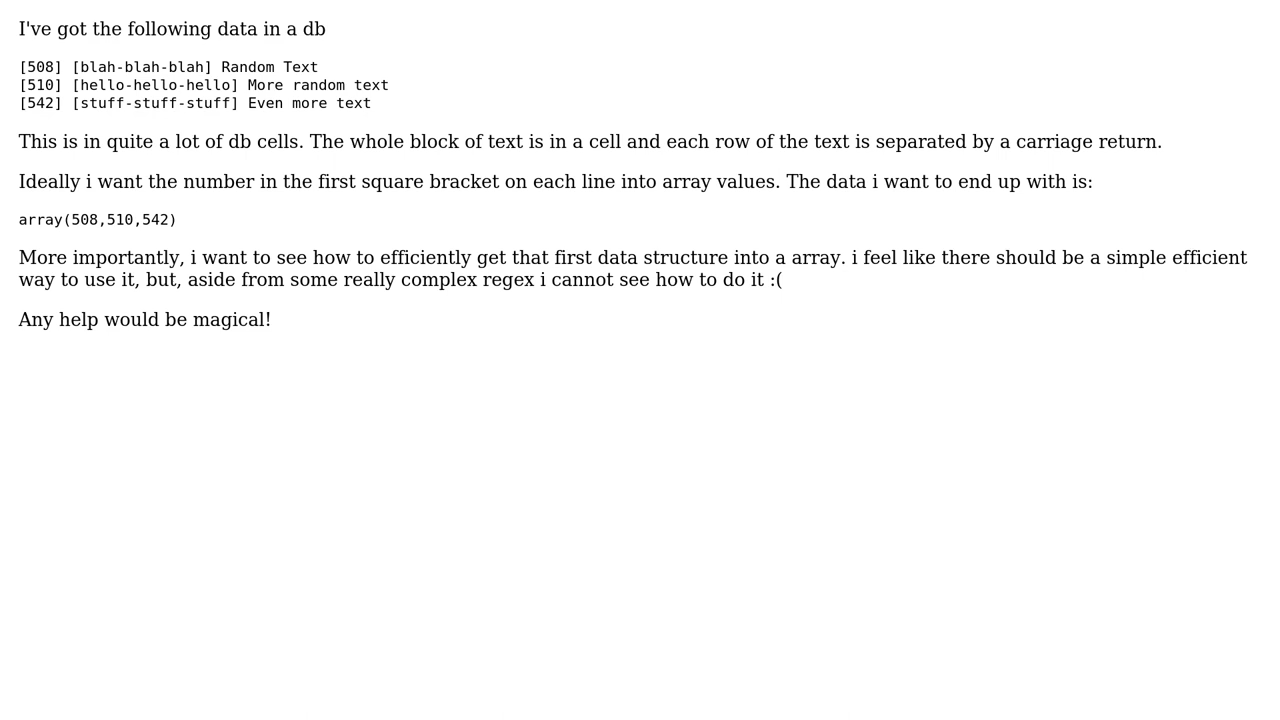 I've got the following data in a db
[508] [blah-blah-blah] Random Text
[510] [hello-hello-hello] More random text
[542] [stuff-stuff-stuff] Even more text
This is in quite a lot of db cells. The whole block of text is in a cell and each row of the text is separated by a carriage return.
Ideally i want the number in the first square bracket on each line into array values. The data i want to end up with is:
array(508,510,542)
More importantly, i want to see how to efficiently get that first data structure into a array. i feel like there should be a simple efficient
way to use it, but, aside from some really complex regex i cannot see how to do it :(
Any help would be magical!